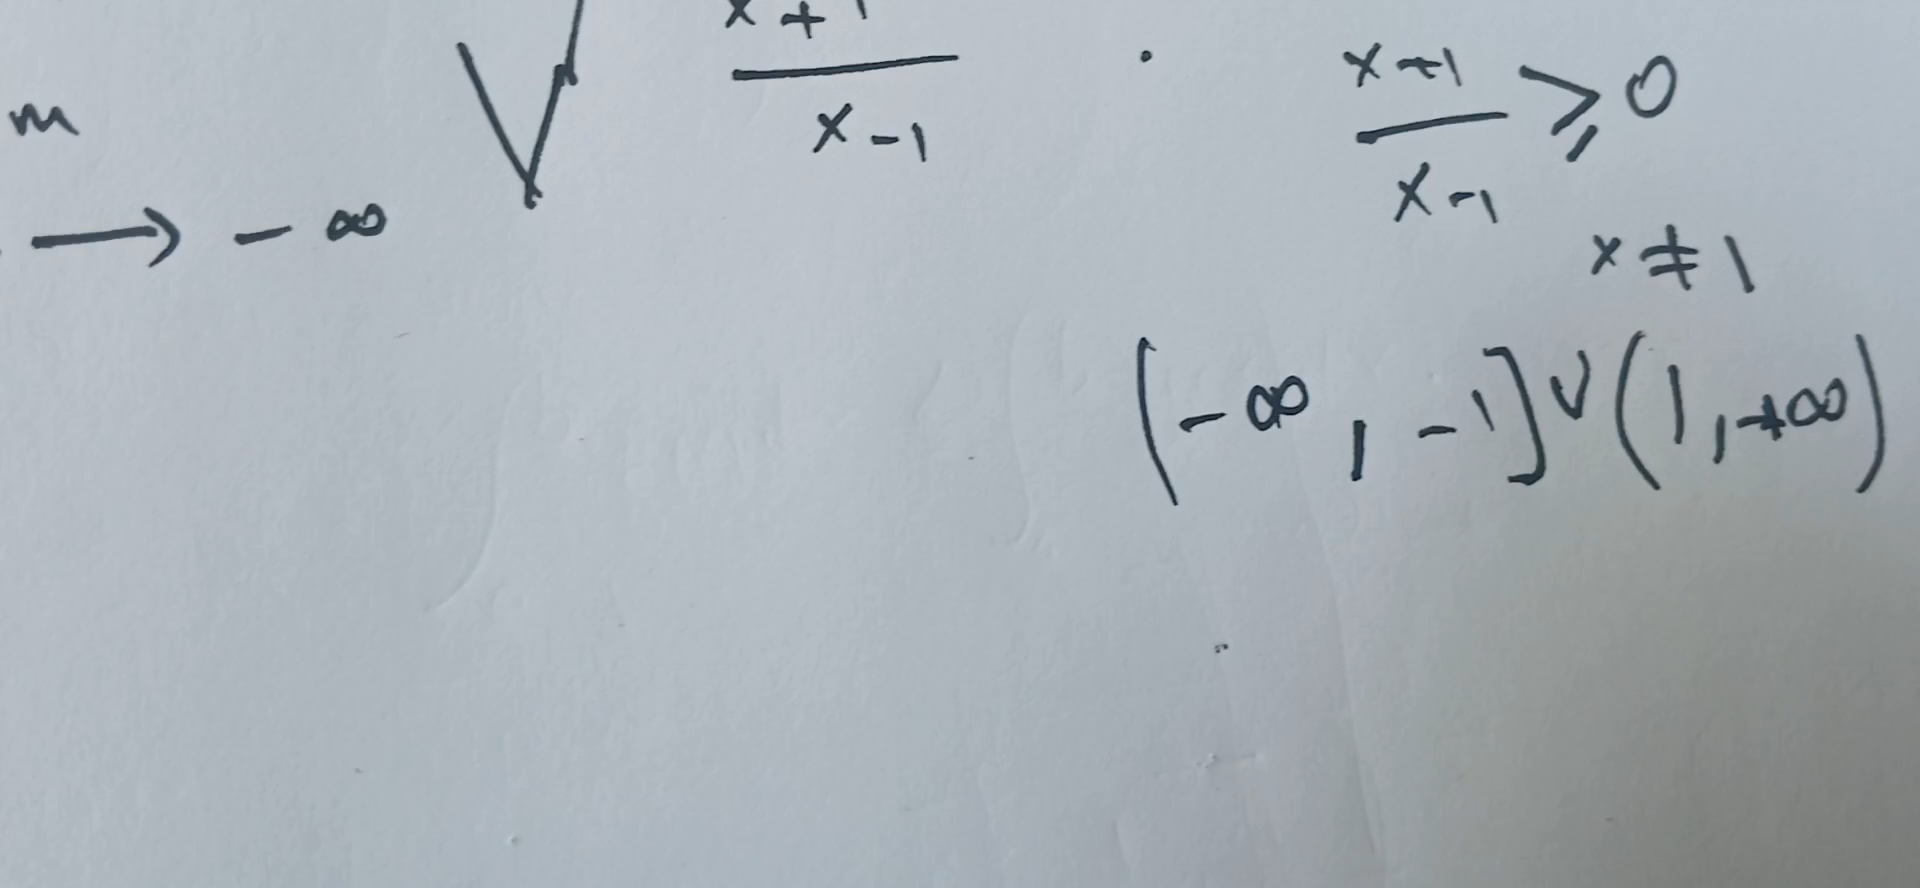 m → -∞ √ x+1 / x-1 .
x+1 / x-1 ⩾ 0
x ≠ 1
(-∞, -1] ∨ (1, +∞)